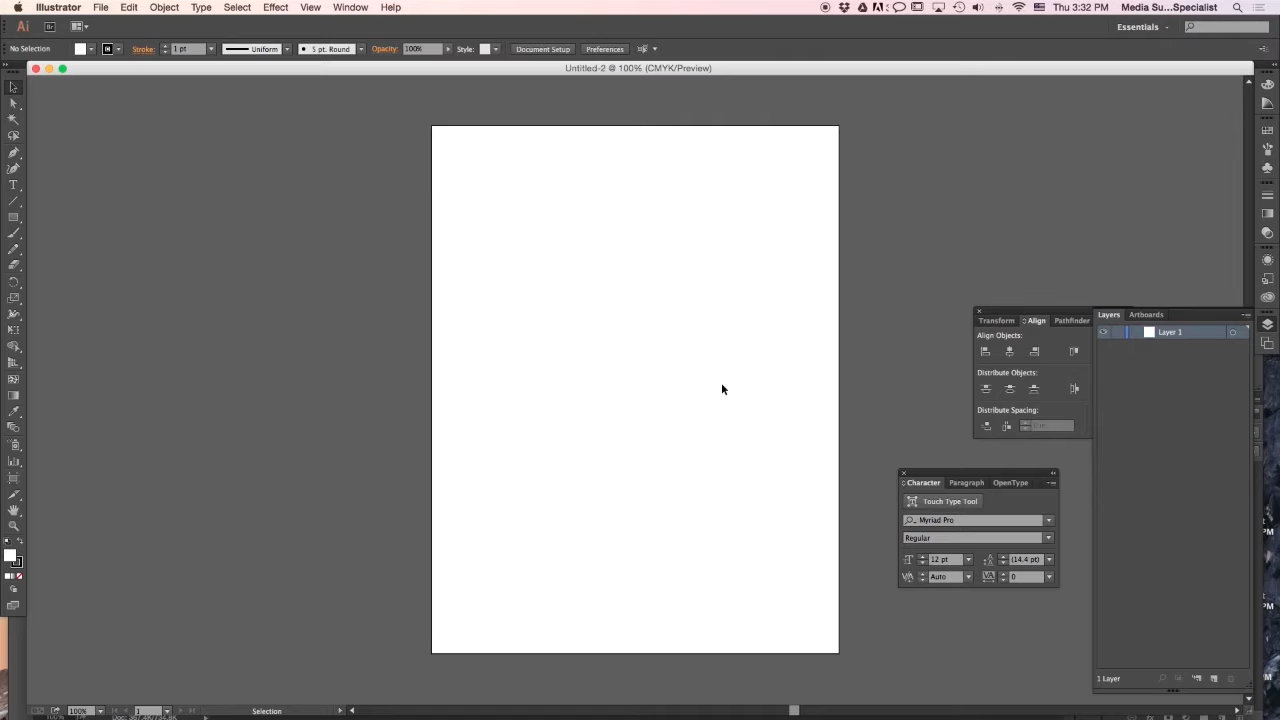 Illustrator File Edit Object Type Select Effect View Window Help Thu 3:32 PM Media Su...Specialist
Ai Br Essentials
No Selection Stroke: 1 pt Uniform 5 pt. Round Opacity: 100% Style: Document Setup Preferences
Untitled-2 @ 100% (CMYK/Preview)
Transform Align Pathfinder
Layers Artboards
Align Objects:
Layer 1
Distribute Objects:
Distribute Spacing:
Character Paragraph OpenType
Touch Type Tool
Myriad Pro
Regular
12 pt (14.4 pt)
Auto 0
1 Layer
100% 1 Selection